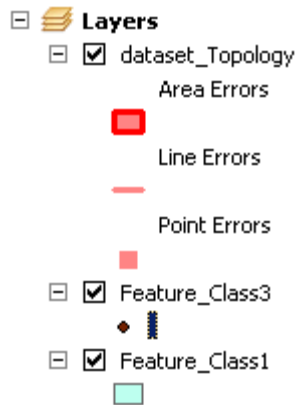 Layers
dataset_Topology
Area Errors
Line Errors
Point Errors
Feature_Class3
Feature_Class1